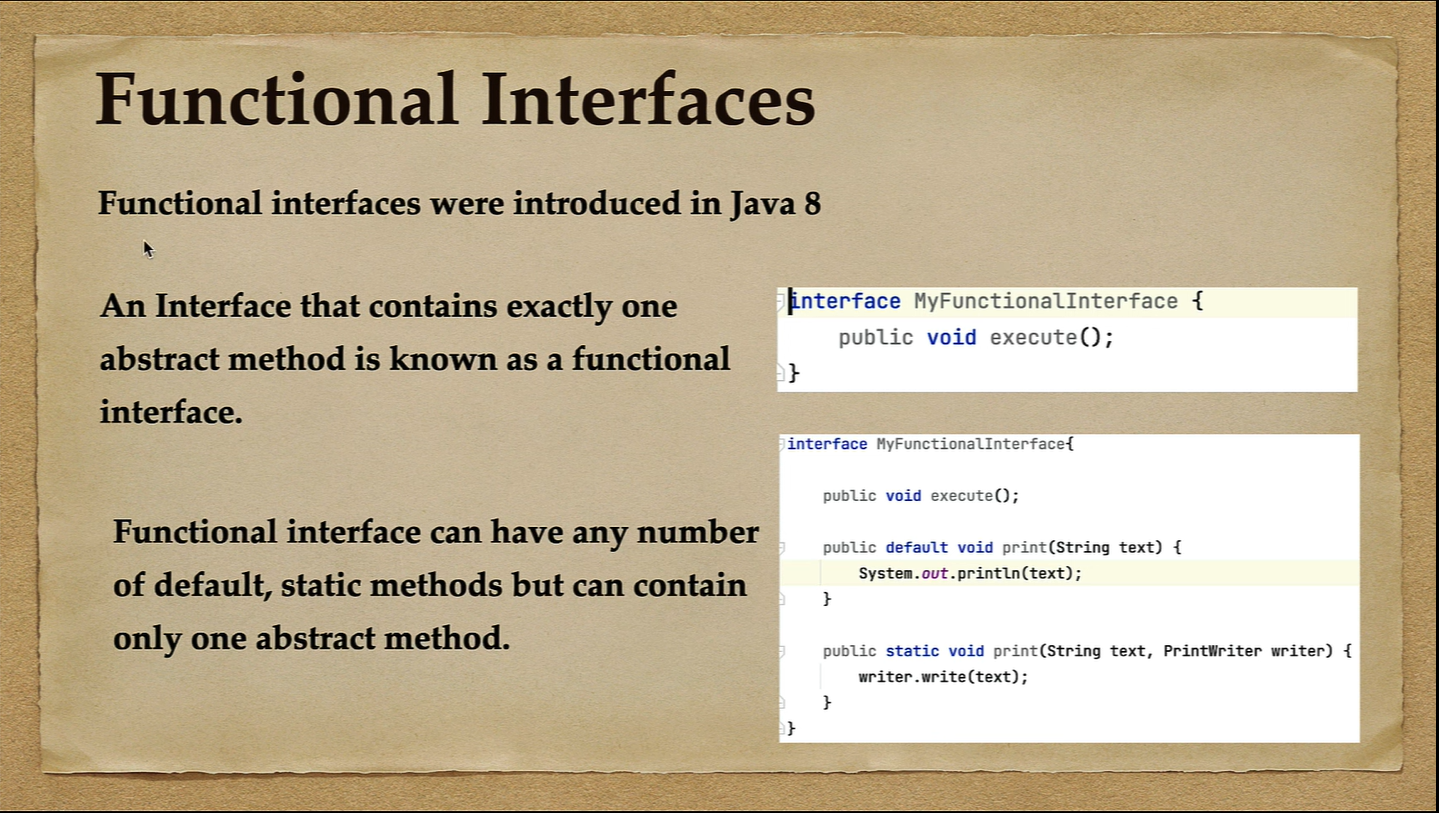 Functional Interfaces
Functional interfaces were introduced in Java 8
An Interface that contains exactly one
abstract method is known as a functional
interface.
interface MyFunctionalInterface {
    public void execute();
}
Functional interface can have any number
of default, static methods but can contain
only one abstract method.
interface MyFunctionalInterface{
    public void execute();
    public default void print(String text) {
        System.out.println(text);
    }
    public static void print(String text, PrintWriter writer) {
        writer.write(text);
    }
}